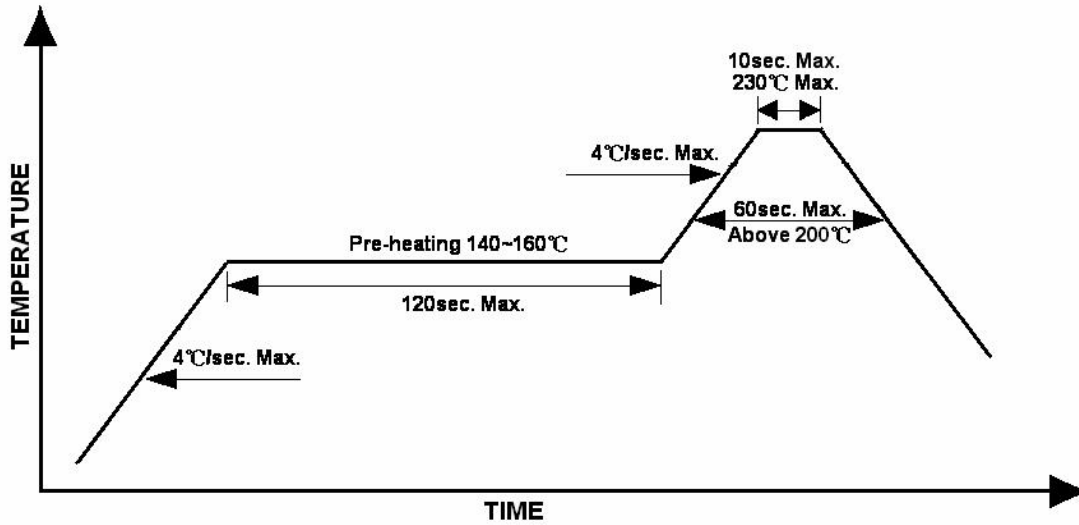 10sec. Max.
230℃ Max.
4℃/sec. Max.
60sec. Max.
Above 200℃
Pre-heating 140~160℃
120sec. Max.
4℃/sec. Max.
TEMPERATURE
TIME